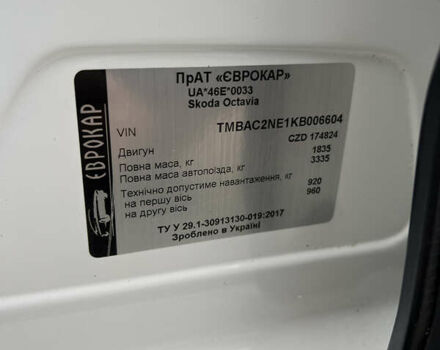 ЄВРОКАР
ПрАТ «ЄВРОКАР»
UA*46E*0033
Skoda Octavia
VIN TMBAC2NE1KB006604
Двигун CZD 174824
Повна маса, кг 1835
Повна маса автопоїзда, кг 3335
Технічно допустиме навантаження, кг
на першу вісь 920
на другу вісь 960
ТУ У 29.1-30913130-019:2017
Зроблено в Україні